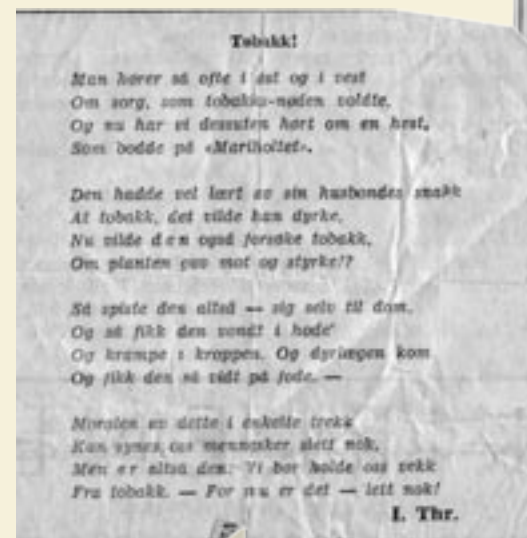 Tobakk!
Man hører så ofte i øst og i vest
Om sorg, som tobakks-nøden voldte,
Og nu har vi dessuten hørt om en hest,
Som bodde på «Mariholtet».
Den hadde vel lært av sin husbondes snakk
At tobakk, det vilde han dyrke,
Nu vilde den også forsøke tobakk,
Om planten gav mot og styrke!?
Så spiste den altså — sig selv til dom,
Og så fikk den vondt i hode'
Og krampe i kroppen. Og dyrlægen kom
Og fikk den så vidt på fode. —
Moralen av dette i enkelte trekk
Kan synes oss mennesker slett nok,
Men er altså den: Vi bør holde oss vekk
Fra tobakk. — For nu er det — lett nok!
I. Thr.